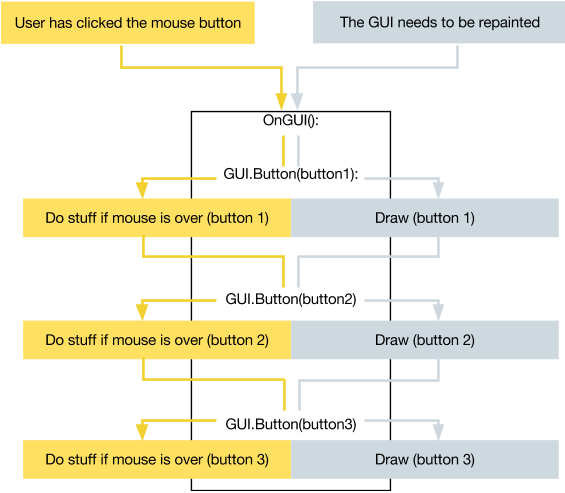 User has clicked the mouse button
The GUI needs to be repainted
OnGUI():
GUI.Button(button1):
Do stuff if mouse is over (button 1)
Draw (button 1)
GUI.Button(button2)
Do stuff if mouse is over (button 2)
Draw (button 2)
GUI.Button(button3)
Do stuff if mouse is over (button 3)
Draw (button 3)